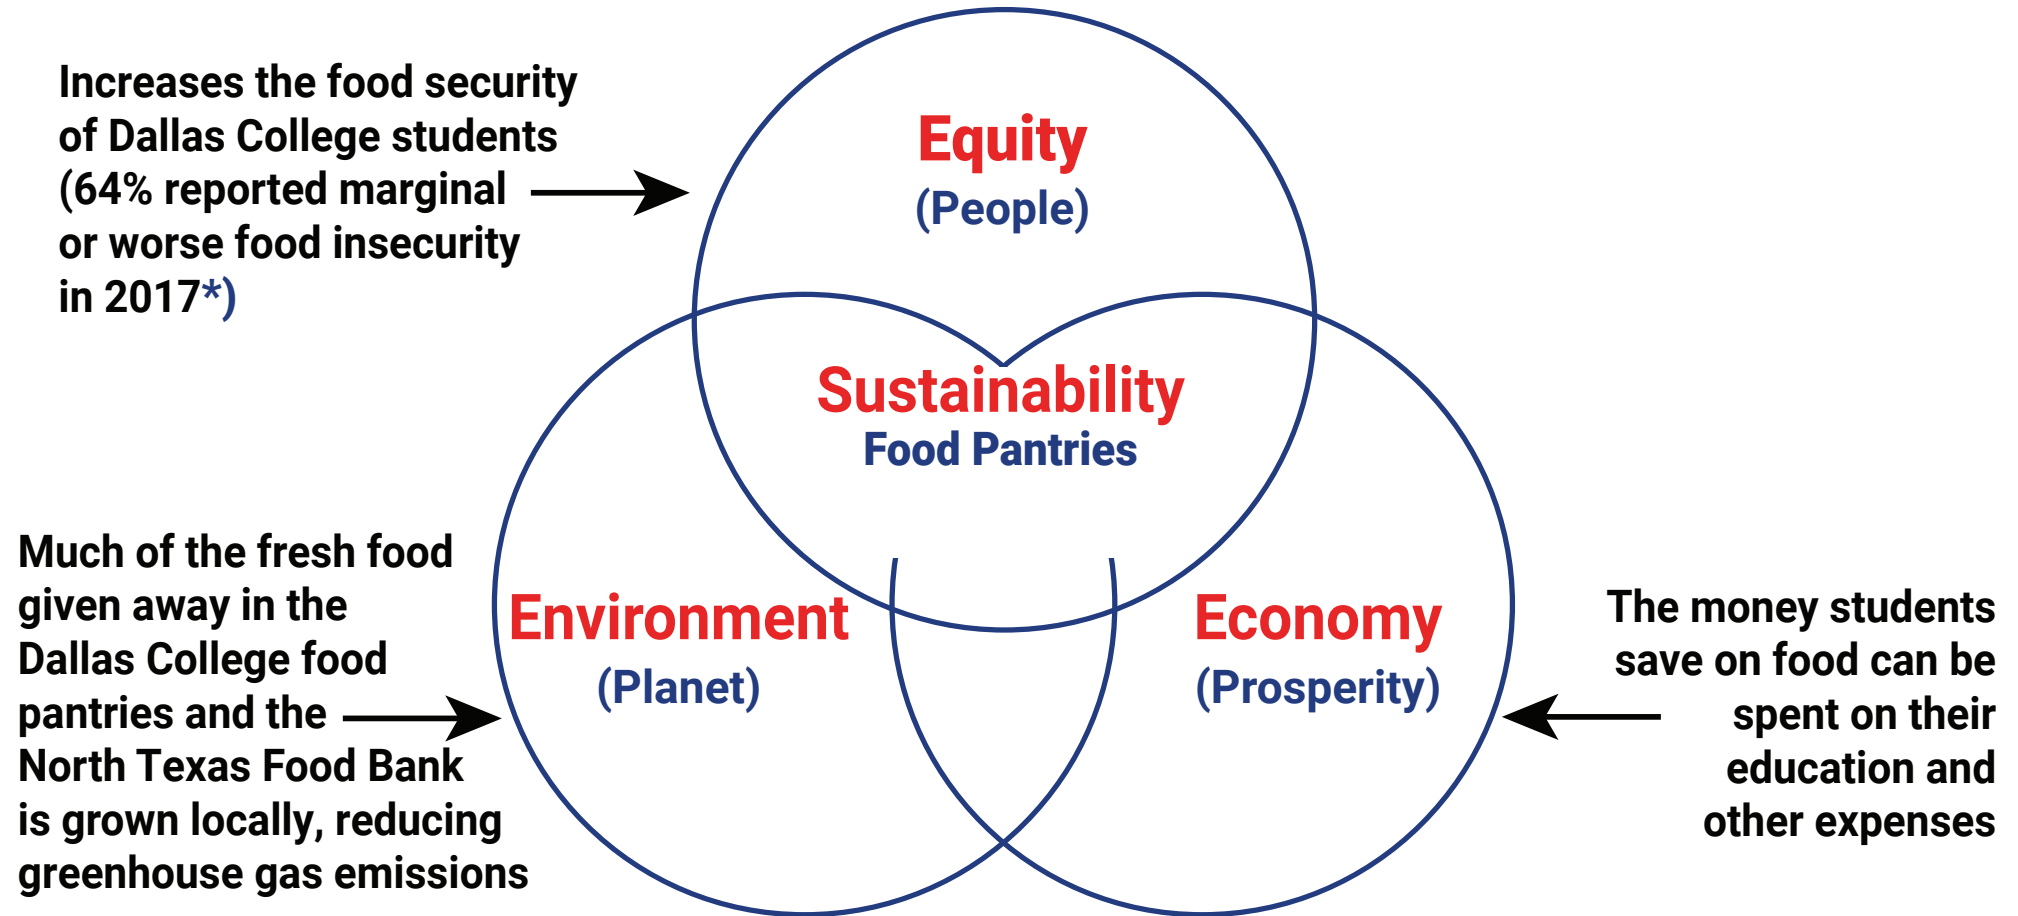 Increases the food security
of Dallas College students
(64% reported marginal
or worse food insecurity
in 2017*)
Equity
(People)
Sustainability
Food Pantries
Much of the fresh food
given away in the
Dallas College food
pantries and the
North Texas Food Bank
is grown locally, reducing
greenhouse gas emissions
Environment
(Planet)
Economy
(Prosperity)
The money students
save on food can be
spent on their
education and
other expenses